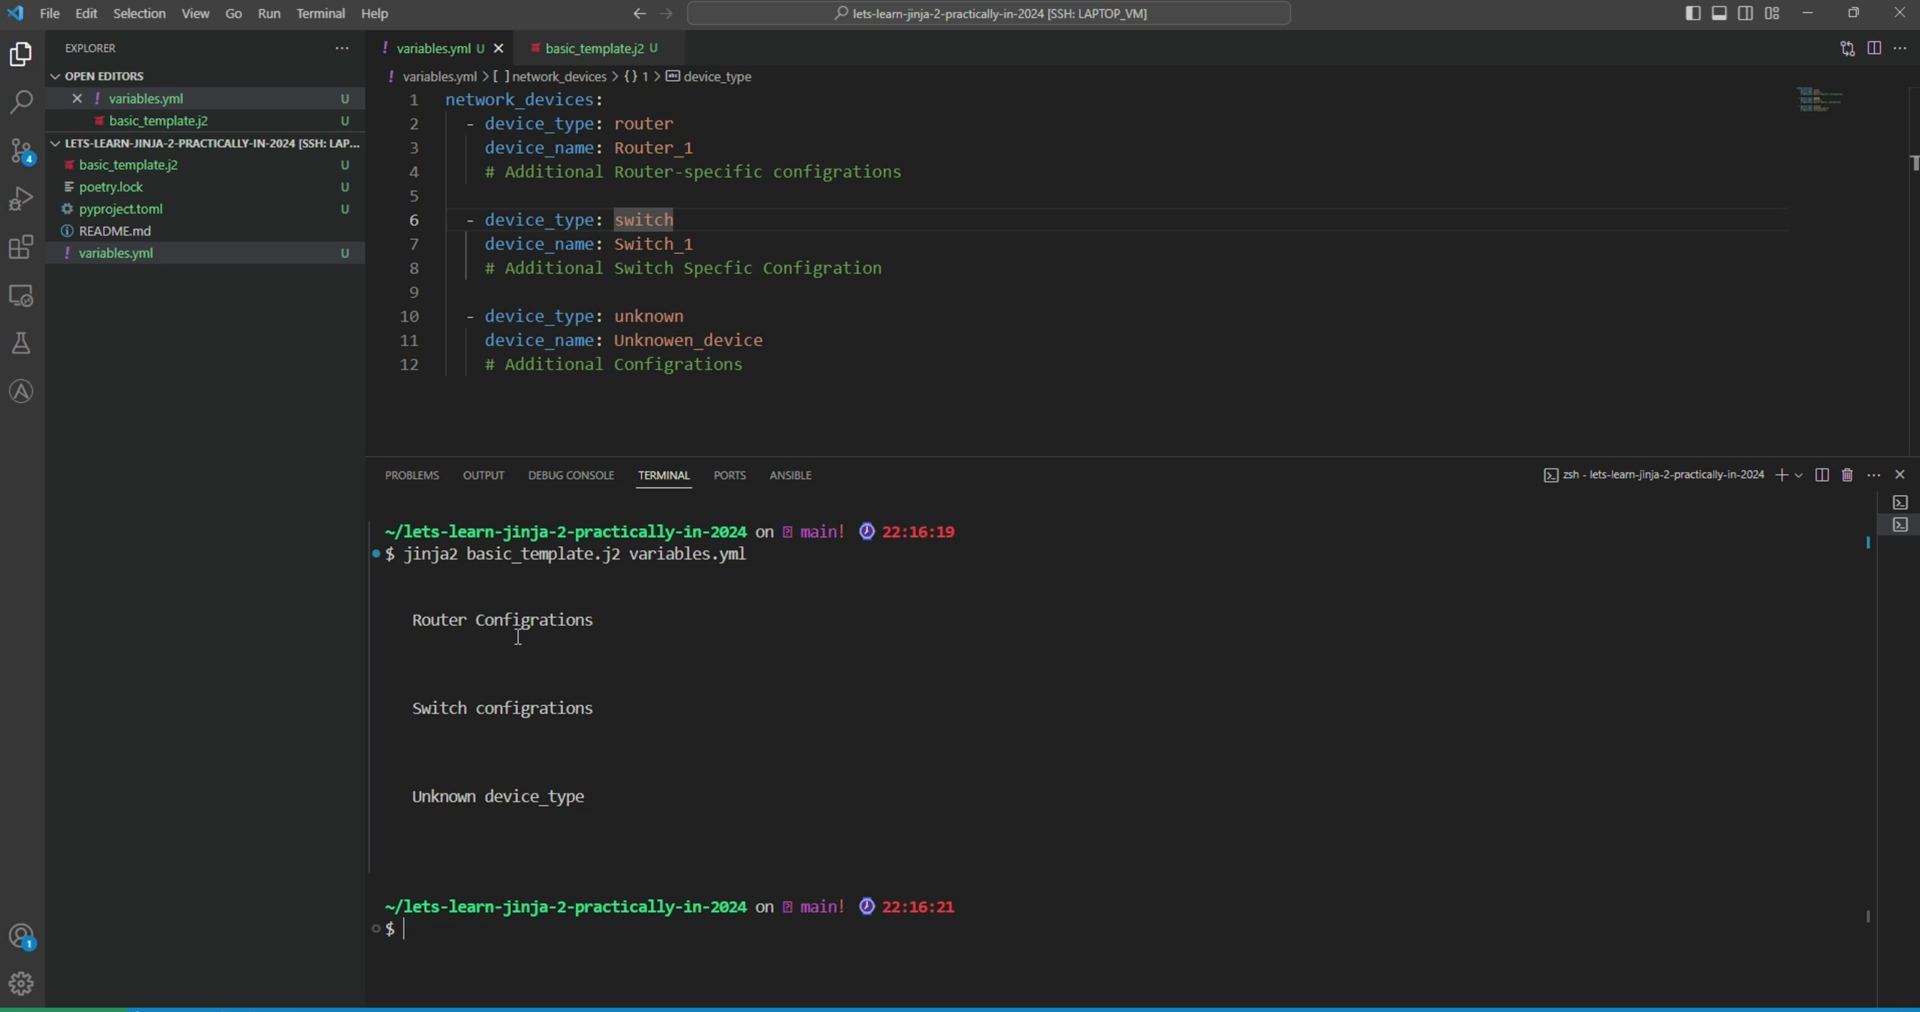 File Edit Selection View Go Run Terminal Help
lets-learn-jinja-2-practically-in-2024 [SSH: LAPTOP_VM]
EXPLORER
OPEN EDITORS
variables.yml U
basic_template.j2 U
LETS-LEARN-JINJA-2-PRACTICALLY-IN-2024 [SSH: LAP...
basic_template.j2 U
poetry.lock U
pyproject.toml U
README.md
! variables.yml U
4
1
! variables.yml U
basic_template.j2 U
! variables.yml > [ ] network_devices > {} 1 > device_type
1 network_devices:
2 - device_type: router
3 device_name: Router_1
4 # Additional Router-specific configrations
5
6 - device_type: switch
7 device_name: Switch_1
8 # Additional Switch Specfic Configration
9
10 - device_type: unknown
11 device_name: Unknowen_device
12 # Additional Configrations
PROBLEMS OUTPUT DEBUG CONSOLE TERMINAL PORTS ANSIBLE
zsh - lets-learn-jinja-2-practically-in-2024
~/lets-learn-jinja-2-practically-in-2024 on main! 22:16:19
$ jinja2 basic_template.j2 variables.yml
Router Configrations
Switch configrations
Unknown device_type
~/lets-learn-jinja-2-practically-in-2024 on main! 22:16:21
$